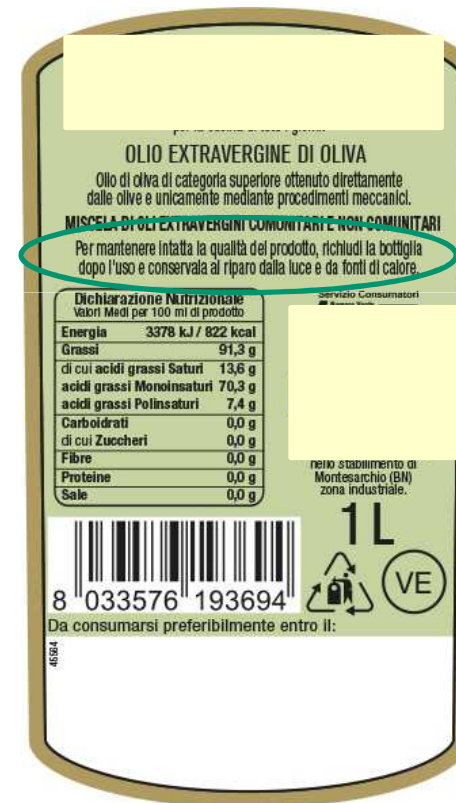 OLIO EXTRAVERGINE DI OLIVA
Olio di oliva di categoria superiore ottenuto direttamente
dalle olive e unicamente mediante procedimenti meccanici.
MISCELA DI OLI EXTRAVERGINI COMUNITARI E NON COMUNITARI
Per mantenere intatta la qualità del prodotto, richiudi la bottiglia
dopo l'uso e conservala al riparo dalla luce e da fonti di calore.
Dichiarazione Nutrizionale
Valori Medi per 100 ml di prodotto
Energia 3378 kJ / 822 kcal
Grassi 91,3 g
di cui acidi grassi Saturi 13,6 g
acidi grassi Monoinsaturi 70,3 g
acidi grassi Polinsaturi 7,4 g
Carboidrati 0,0 g
di cui Zuccheri 0,0 g
Fibre 0,0 g
Proteine 0,0 g
Sale 0,0 g
Servizio Consumatori
nello stabilimento di
Montesarchio (BN)
zona industriale.
1L
VE
8 033576 193694
Da consumarsi preferibilmente entro il: